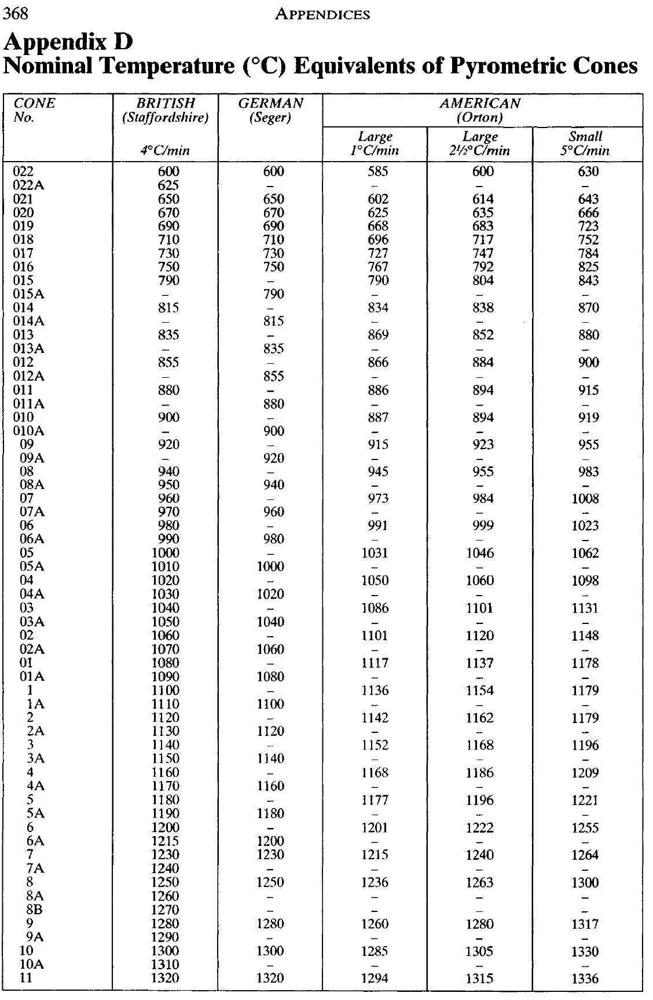 368 APPENDICES
Appendix D
Nominal Temperature (°C) Equivalents of Pyrometric Cones
CONE BRITISH GERMAN AMERICAN
No. (Staffordshire) (Seger) (Orton)
Large Large Small
4°C/min 1°C/min 2½°C/min 5°C/min
022 600 600 585 600 630
022A 625 – – – –
021 650 650 602 614 643
020 670 670 625 635 666
019 690 690 668 683 723
018 710 710 696 717 752
017 730 730 727 747 784
016 750 750 767 792 825
015 790 – 790 804 843
015A – 790 – – –
014 815 – 834 838 870
014A – 815 – – –
013 835 – 869 852 880
013A – 835 – – –
012 855 – 866 884 900
012A – 855 – – –
011 880 – 886 894 915
011A – 880 – – –
010 900 – 887 894 919
010A – 900 – – –
09 920 – 915 923 955
09A – 920 – – –
08 940 – 945 955 983
08A 950 940 – – –
07 960 – 973 984 1008
07A 970 960 – – –
06 980 – 991 999 1023
06A 990 980 – – –
05 1000 – 1031 1046 1062
05A 1010 1000 – – –
04 1020 – 1050 1060 1098
04A 1030 1020 – – –
03 1040 – 1086 1101 1131
03A 1050 1040 – – –
02 1060 – 1101 1120 1148
02A 1070 1060 – – –
01 1080 – 1117 1137 1178
01A 1090 1080 – – –
1 1100 – 1136 1154 1179
1A 1110 1100 – – –
2 1120 – 1142 1162 1179
2A 1130 1120 – – –
3 1140 – 1152 1168 1196
3A 1150 1140 – – –
4 1160 – 1168 1186 1209
4A 1170 1160 – – –
5 1180 – 1177 1196 1221
5A 1190 1180 – – –
6 1200 – 1201 1222 1255
6A 1215 1200 – – –
7 1230 1230 1215 1240 1264
7A 1240 – – – –
8 1250 1250 1236 1263 1300
8A 1260 – – – –
8B 1270 – – – –
9 1280 1280 1260 1280 1317
9A 1290 – – – –
10 1300 1300 1285 1305 1330
10A 1310 – – – –
11 1320 1320 1294 1315 1336